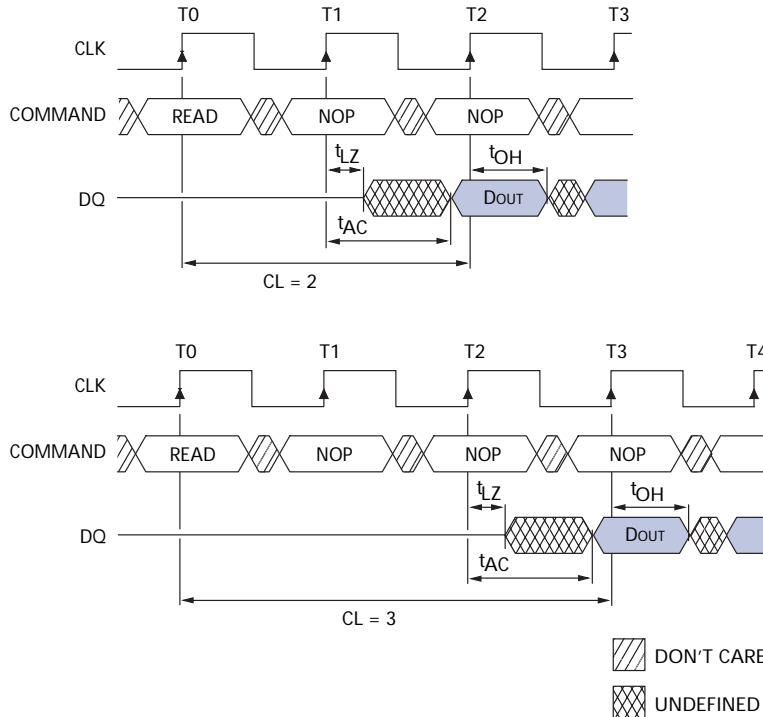 T0 T1 T2 T3
CLK
COMMAND READ NOP NOP
tLZ tOH
DQ DOUT
tAC
CL = 2
T0 T1 T2 T3 T4
CLK
COMMAND READ NOP NOP NOP
tLZ tOH
DQ DOUT
tAC
CL = 3
DON'T CARE
UNDEFINED